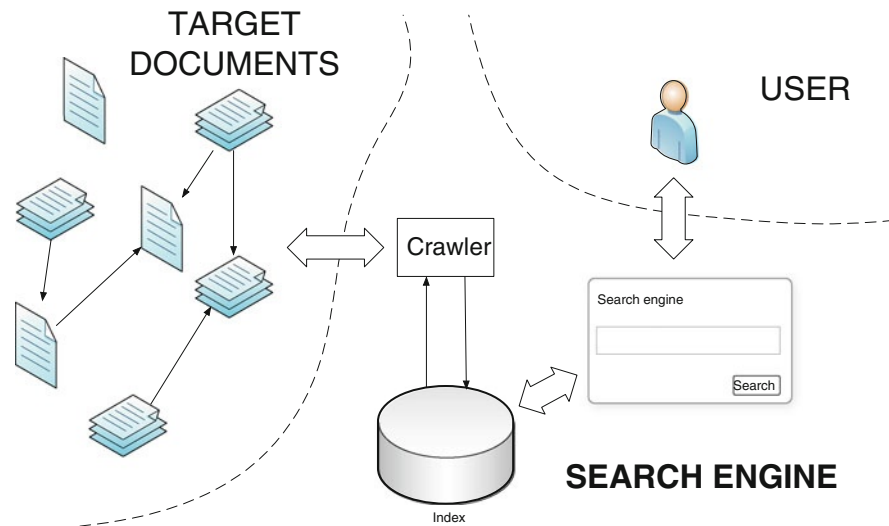 TARGET
DOCUMENTS
USER
Crawler
Search engine
Search
SEARCH ENGINE
Index